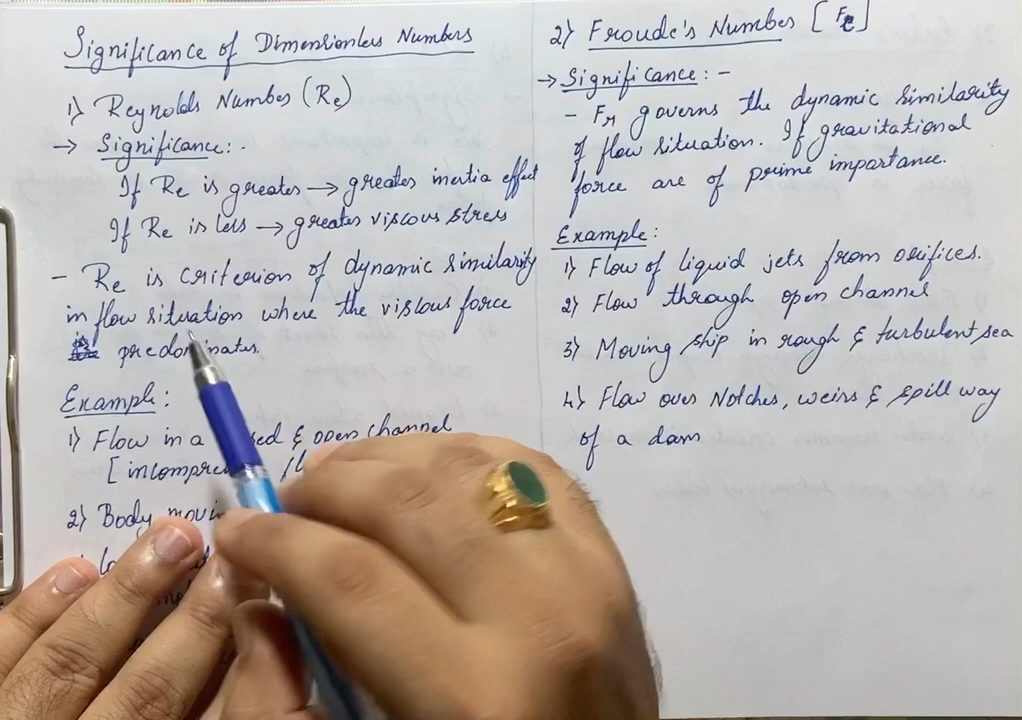 Significance of Dimensionless Numbers
1) Reynolds Number (Re)
→ Significance:-
If Re is greater → greater inertia effect
If Re is less → greater viscous stress
- Re is criterion of dynamic similarity
in flow situation where the viscous force
predominates.
Example:
1) Flow in a & open channel
[incompre
2) Body movi
2) Froude's Number [Fr]
→ Significance:-
- Fr governs the dynamic similarity
of flow situation. If gravitational
force are of prime importance.
Example:
1) Flow of liquid jets from orifices.
2) Flow through open channel
3) Moving ship in rough & turbulent sea
4) Flow over Notches, weirs & spill way
of a dam